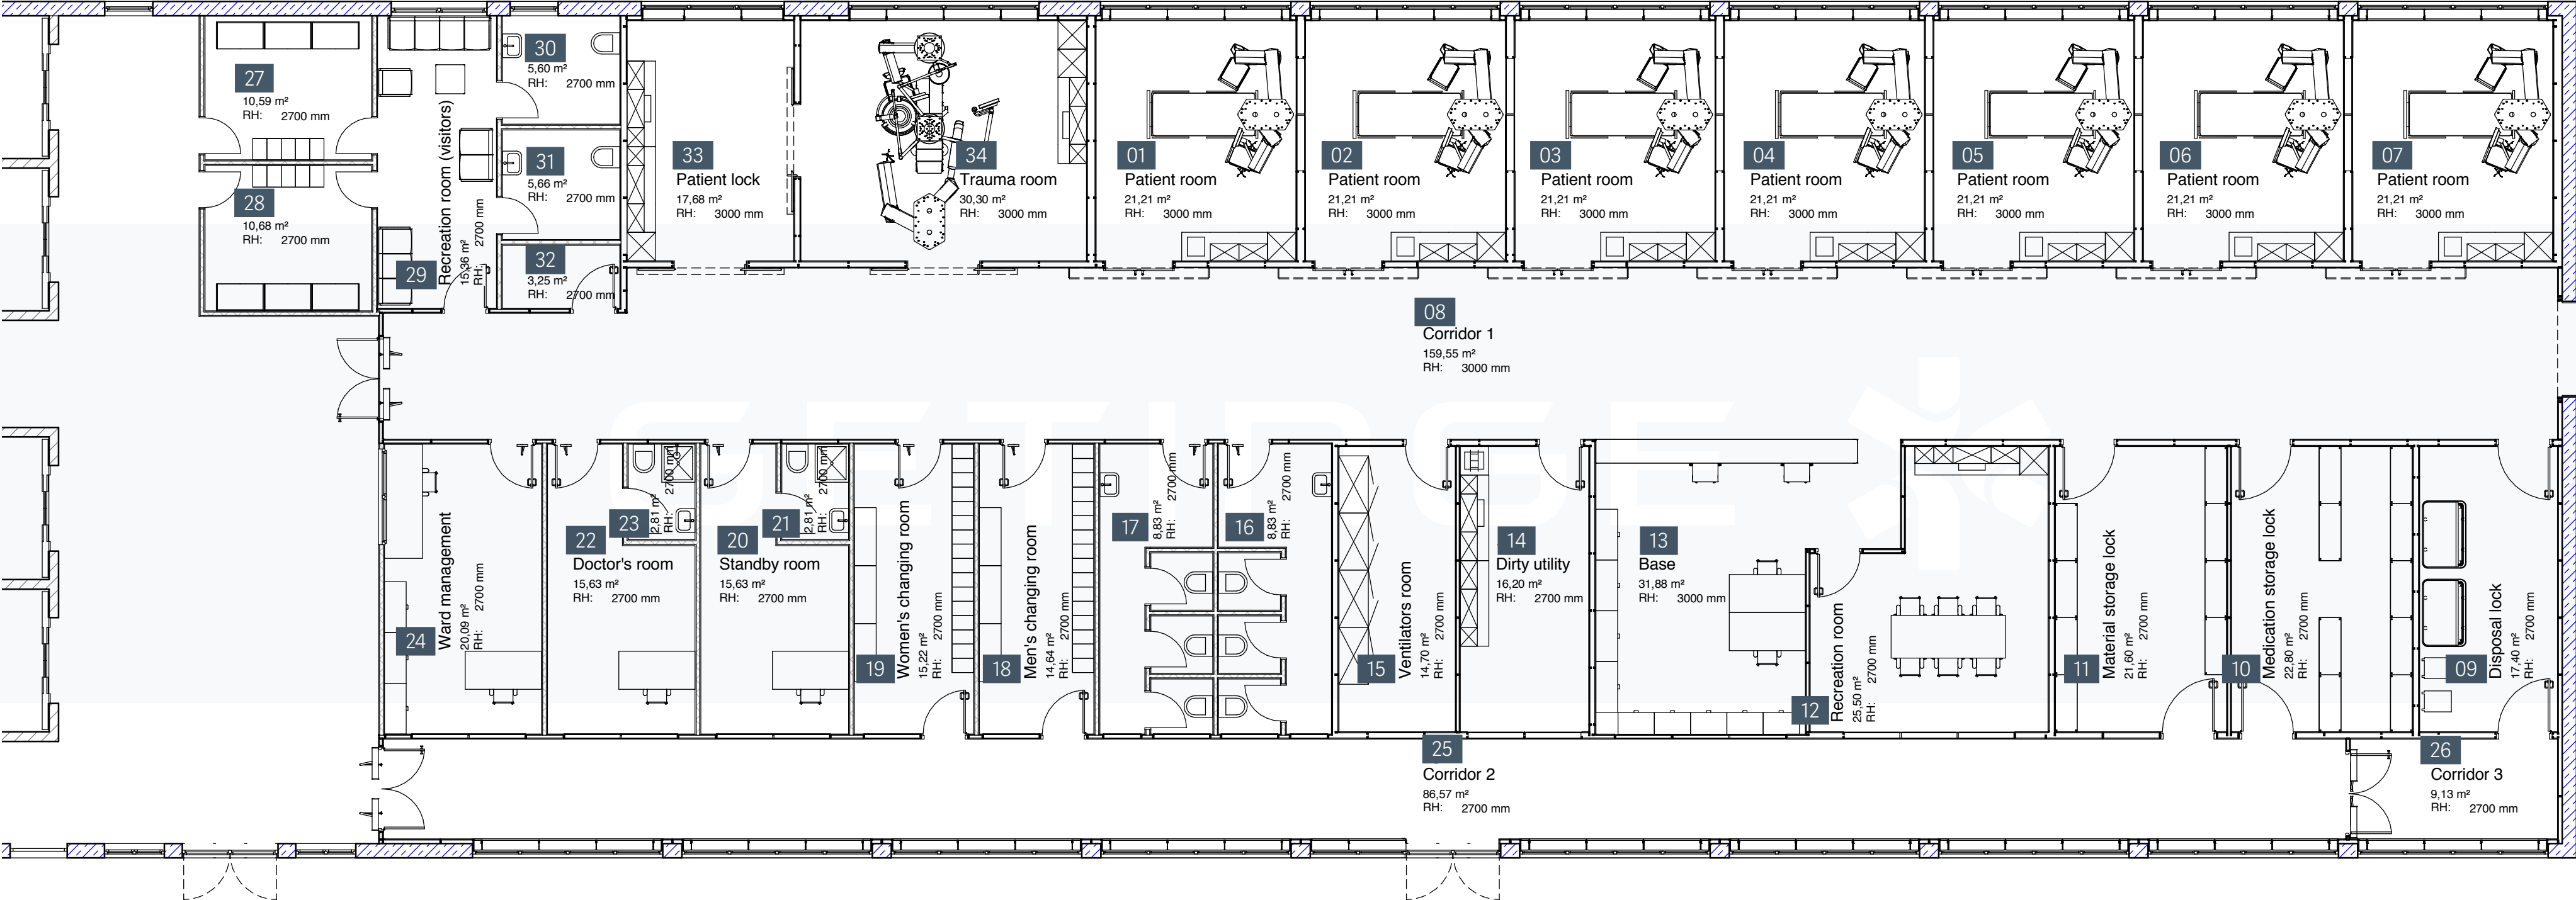 27
10,59 m²
RH: 2700 mm
28
10,68 m²
RH: 2700 mm
29
Recreation room (visitors)
15,36 m²
RH: 2700 mm
30
5,60 m²
RH: 2700 mm
31
5,66 m²
RH: 2700 mm
32
3,25 m²
RH: 2700 mm
33
Patient lock
17,68 m²
RH: 3000 mm
34
Trauma room
30,30 m²
RH: 3000 mm
01
Patient room
21,21 m²
RH: 3000 mm
02
Patient room
21,21 m²
RH: 3000 mm
03
Patient room
21,21 m²
RH: 3000 mm
04
Patient room
21,21 m²
RH: 3000 mm
05
Patient room
21,21 m²
RH: 3000 mm
06
Patient room
21,21 m²
RH: 3000 mm
07
Patient room
21,21 m²
RH: 3000 mm
08
Corridor 1
159,55 m²
RH: 3000 mm
24
Ward management
20,09 m²
RH: 2700 mm
22
Doctor's room
15,63 m²
RH: 2700 mm
23
2,81 m²
RH: 2700 mm
20
Standby room
15,63 m²
RH: 2700 mm
21
2,81 m²
RH: 2700 mm
19
Women's changing room
15,22 m²
RH: 2700 mm
18
Men's changing room
14,64 m²
RH: 2700 mm
17
8,83 m²
RH: 2700 mm
16
8,83 m²
RH: 2700 mm
15
Ventilators room
14,70 m²
RH: 2700 mm
14
Dirty utility
16,20 m²
RH: 2700 mm
13
Base
31,88 m²
RH: 3000 mm
12
Recreation room
25,50 m²
RH: 2700 mm
11
Material storage lock
21,60 m²
RH: 2700 mm
10
Medication storage lock
22,80 m²
RH: 2700 mm
09
Disposal lock
17,40 m²
RH: 2700 mm
25
Corridor 2
86,57 m²
RH: 2700 mm
26
Corridor 3
9,13 m²
RH: 2700 mm
GETINGE